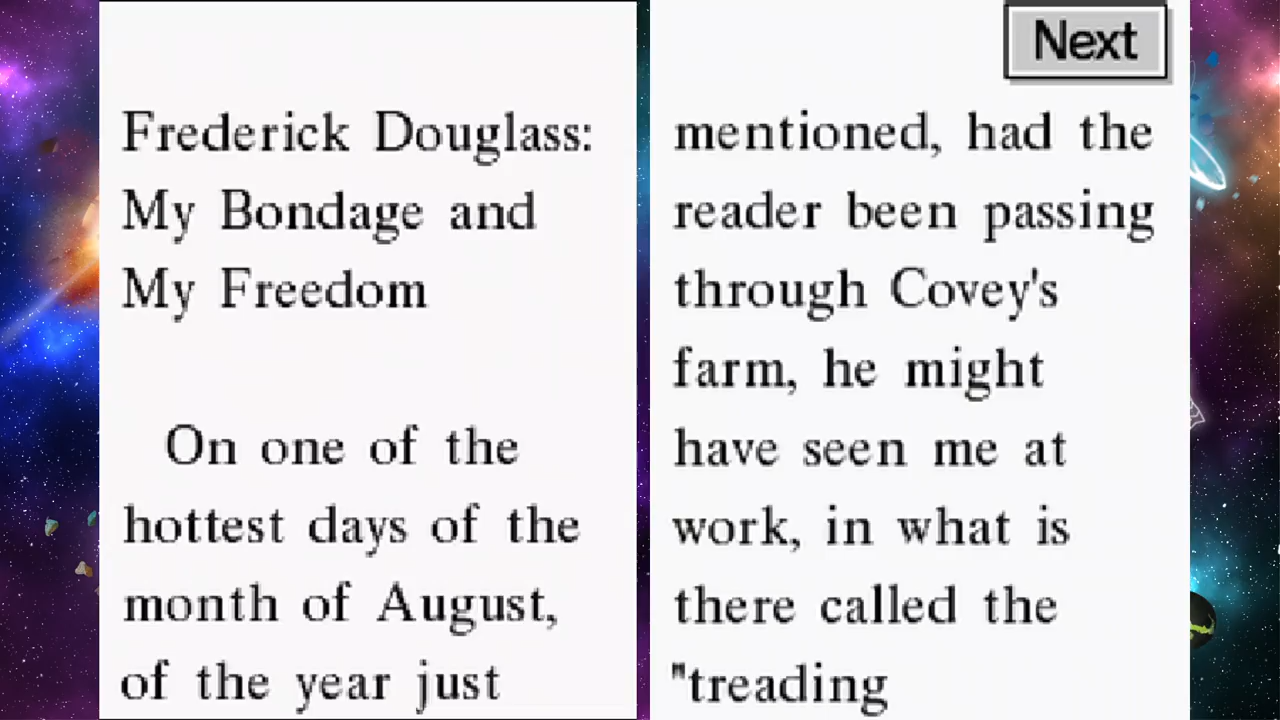 Frederick Douglass:
My Bondage and
My Freedom
On one of the
hottest days of the
month of August,
of the year just
Next
mentioned, had the
reader been passing
through Covey's
farm, he might
have seen me at
work, in what is
there called the
"treading